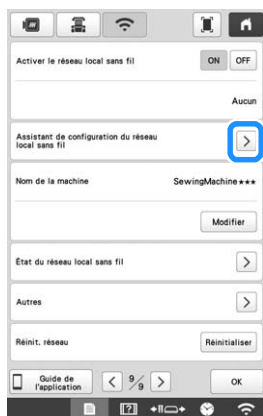 Activer le réseau local sans fil
ON OFF
Aucun
Assistant de configuration du réseau
local sans fil
Nom de la machine SewingMachine★★★
Modifier
État du réseau local sans fil
Autres
Réinit. réseau Réinitialiser
Guide de
l'application
9/9
OK